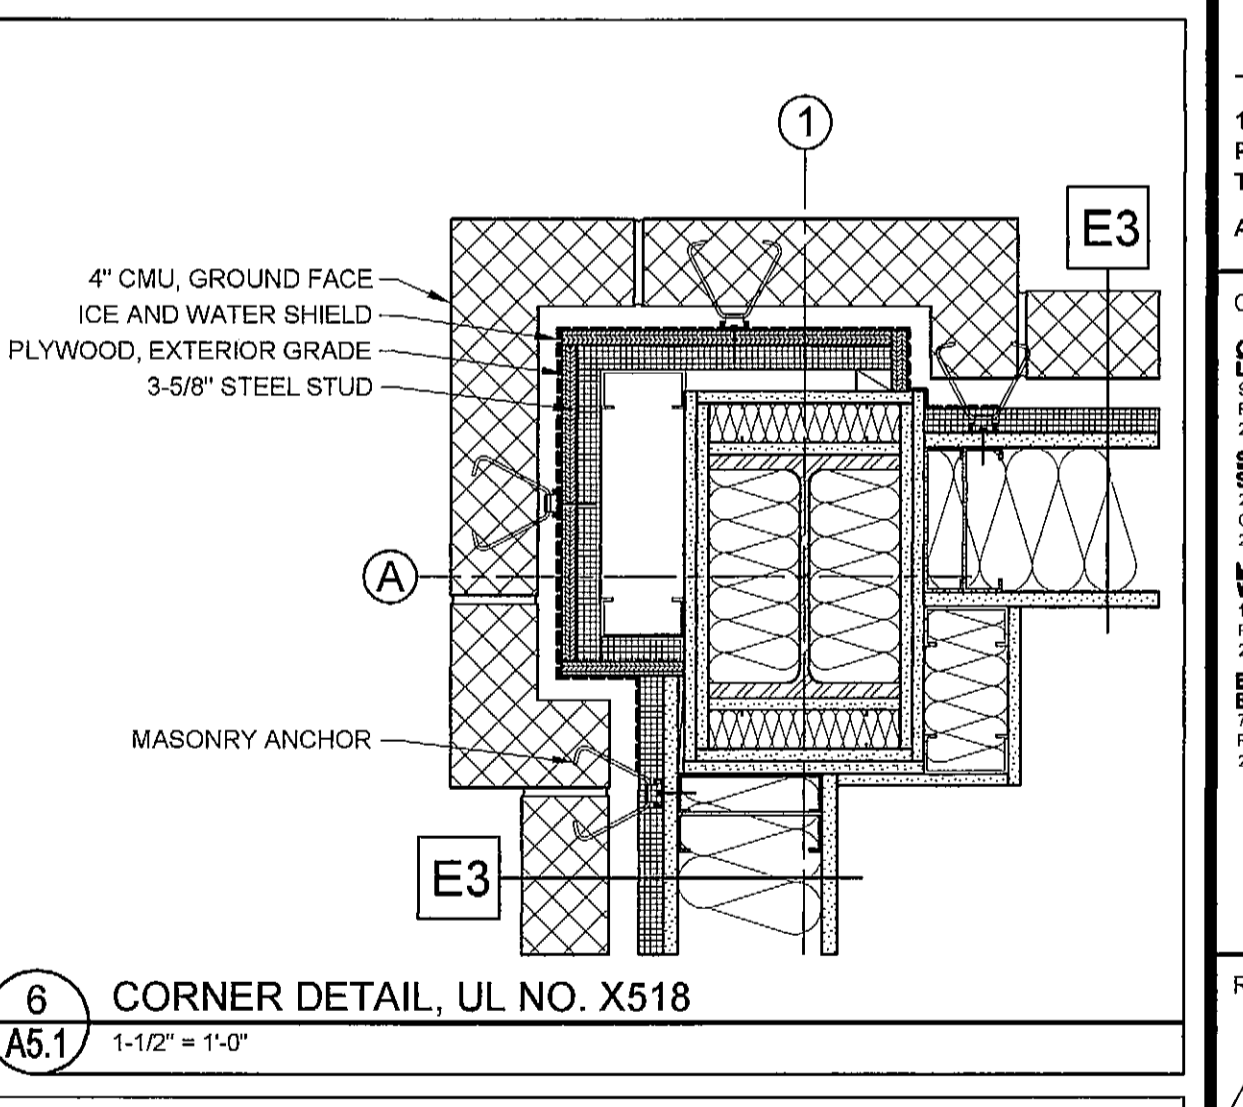 1
E3
4" CMU, GROUND FACE
ICE AND WATER SHIELD
PLYWOOD, EXTERIOR GRADE
3-5/8" STEEL STUD
A
MASONRY ANCHOR
E3
6
A5.1
CORNER DETAIL, UL NO. X518
1-1/2" = 1'-0"